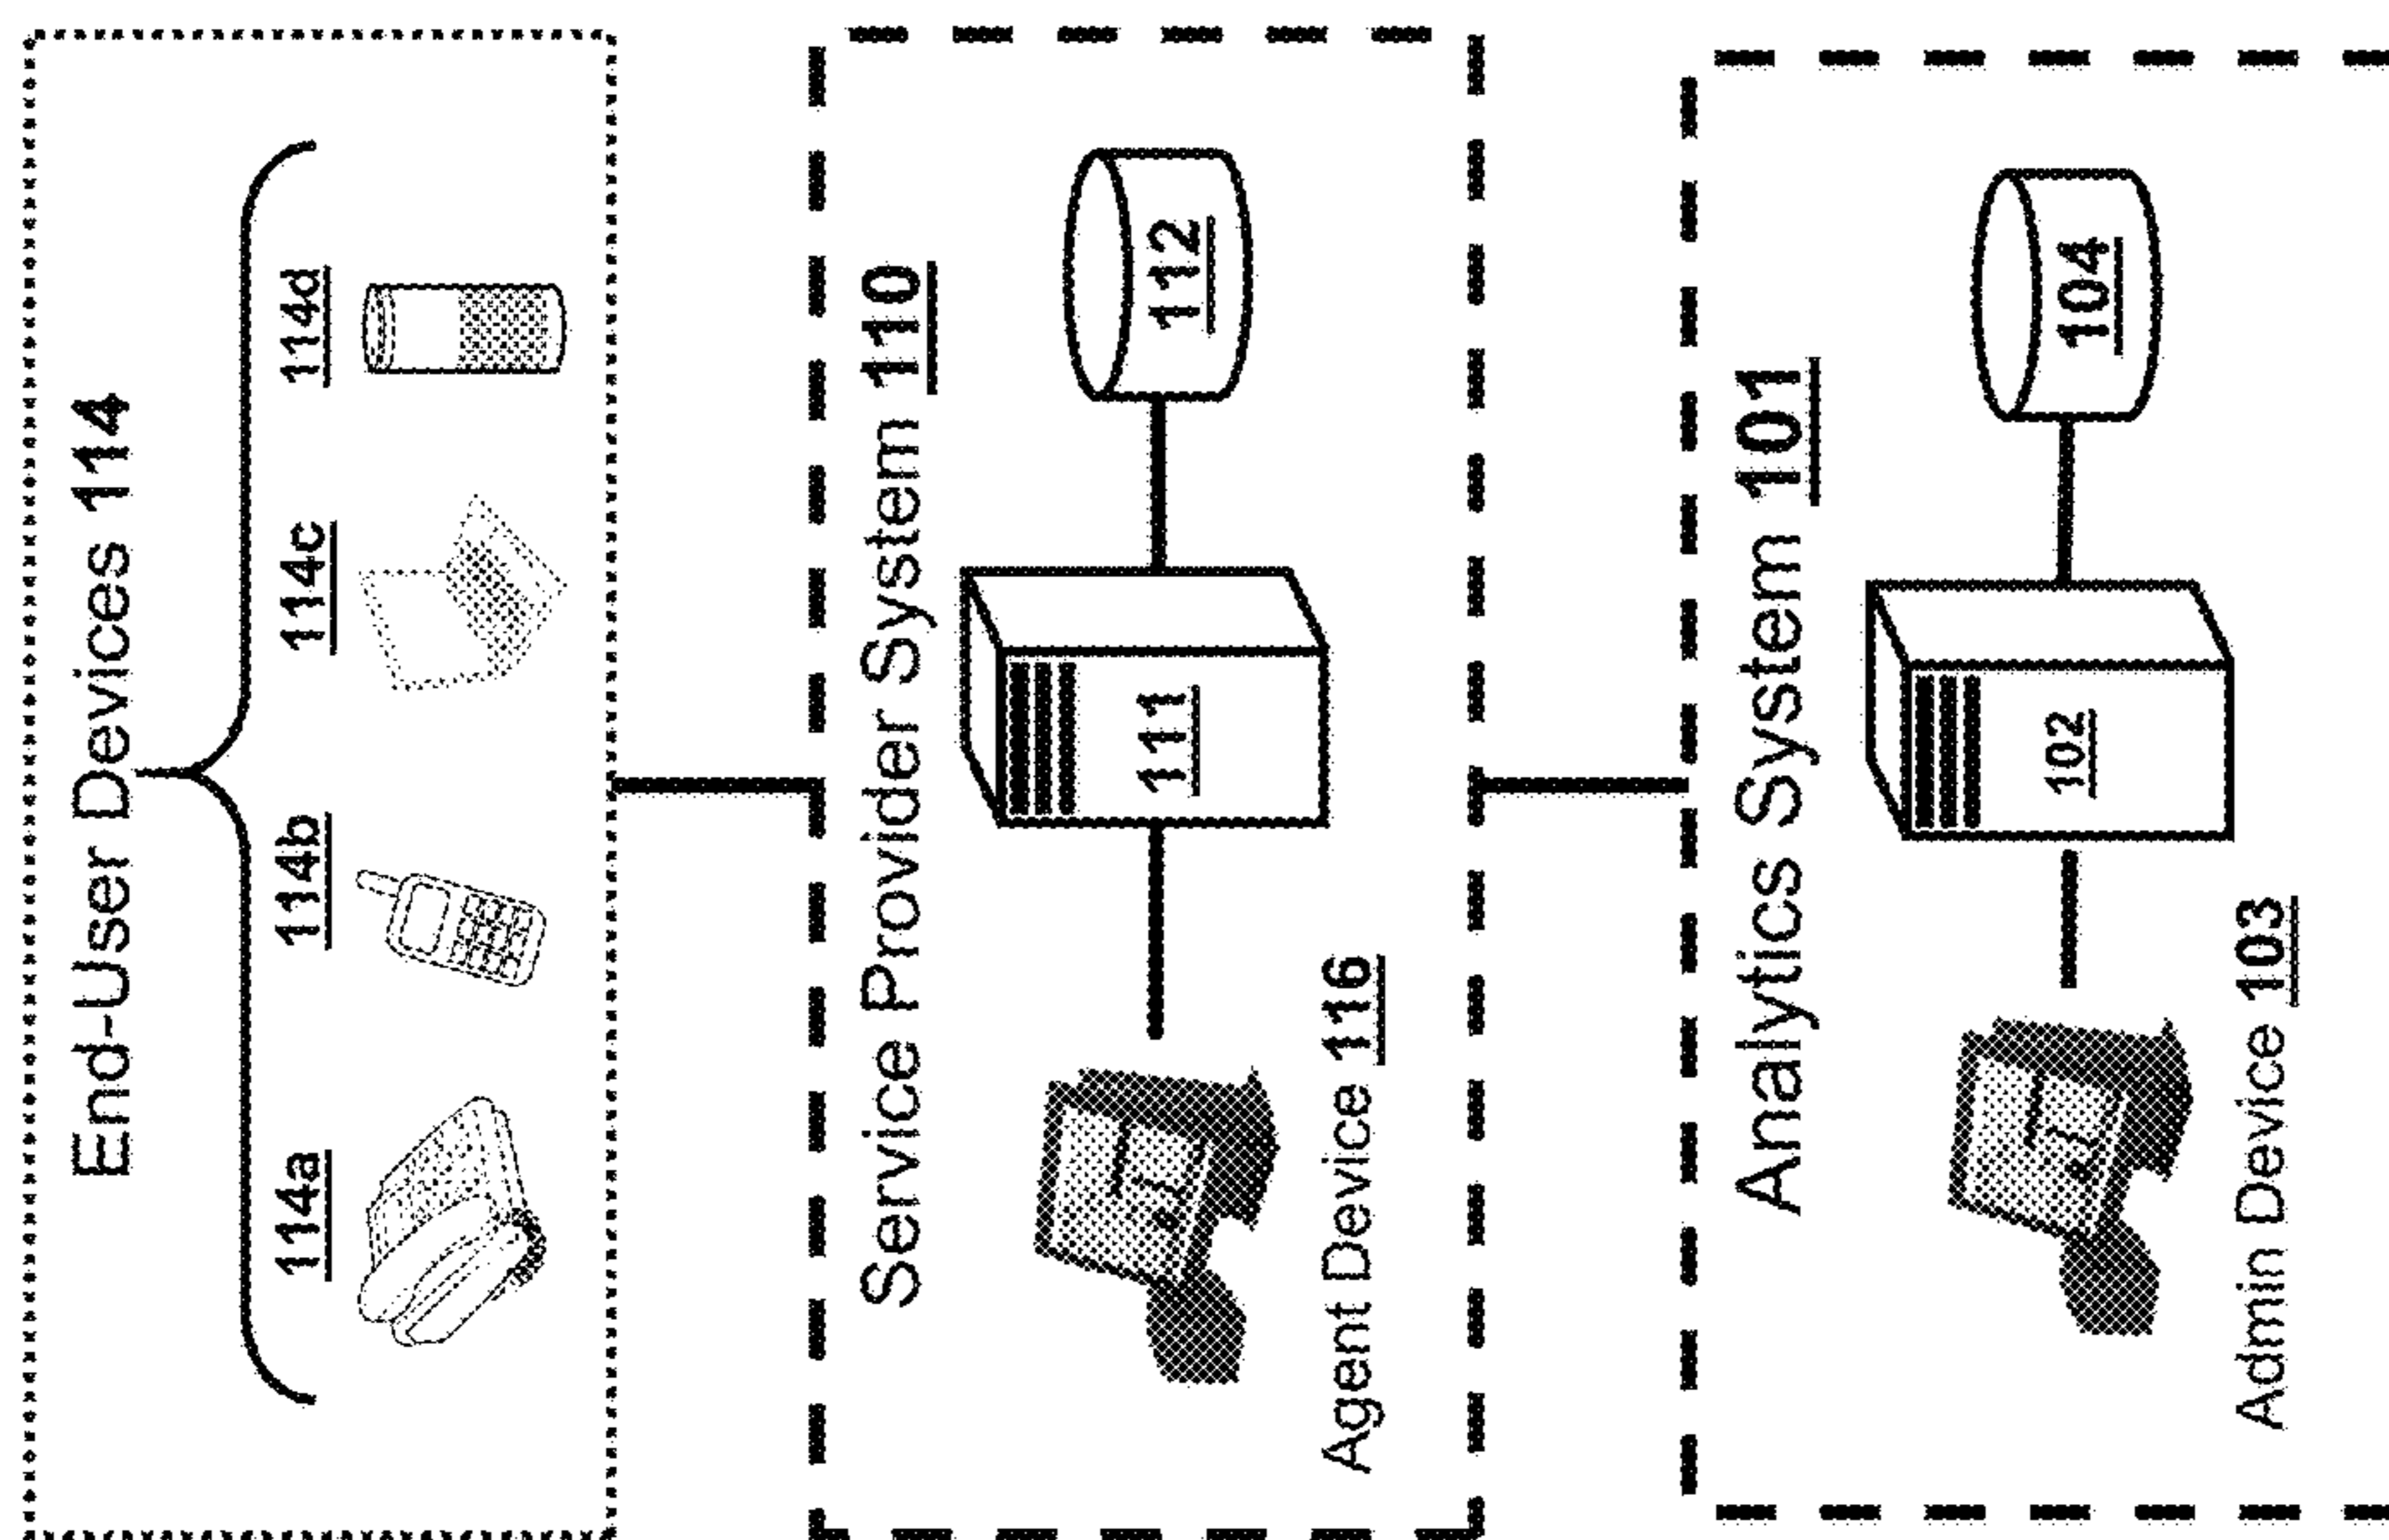 End-User Devices 114
114a 114b 114c 114d
Service Provider System 110
111
112
Agent Device 116
Analytics System 101
102
104
Admin Device 103